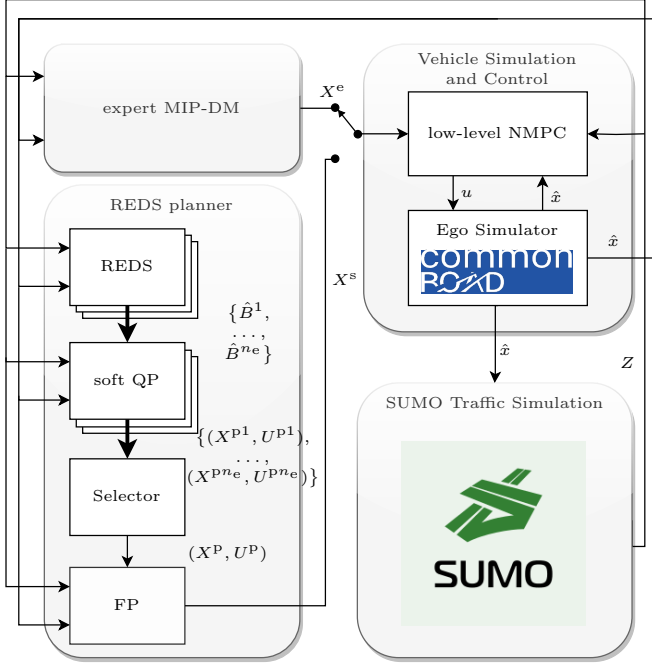 Vehicle Simulation
and Control
expert MIP-DM
X^e
low-level NMPC
u
x̂
REDS planner
Ego Simulator
common
ROAD
x̂
REDS
X^s
{B̂^1,
...,
B̂^{n_e}}
x̂
Z
soft QP
SUMO Traffic Simulation
{(X^{p1}, U^{p1}),
...,
(X^{pn_e}, U^{pn_e})}
Selector
(X^p, U^p)
SUMO
FP